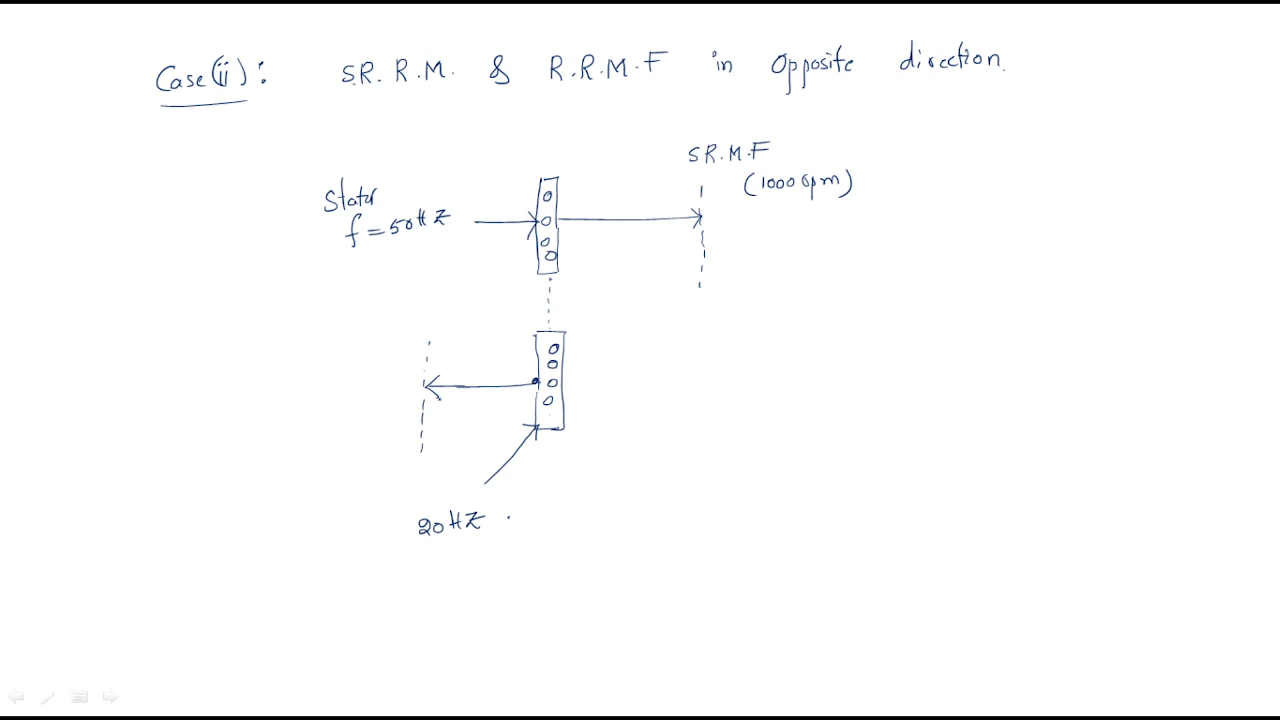 Case(ii): S.R. R.M. & R.R.M.F in opposite direction.
S R.M.F
(1000 rpm)
Stator
f = 50HZ
20HZ .